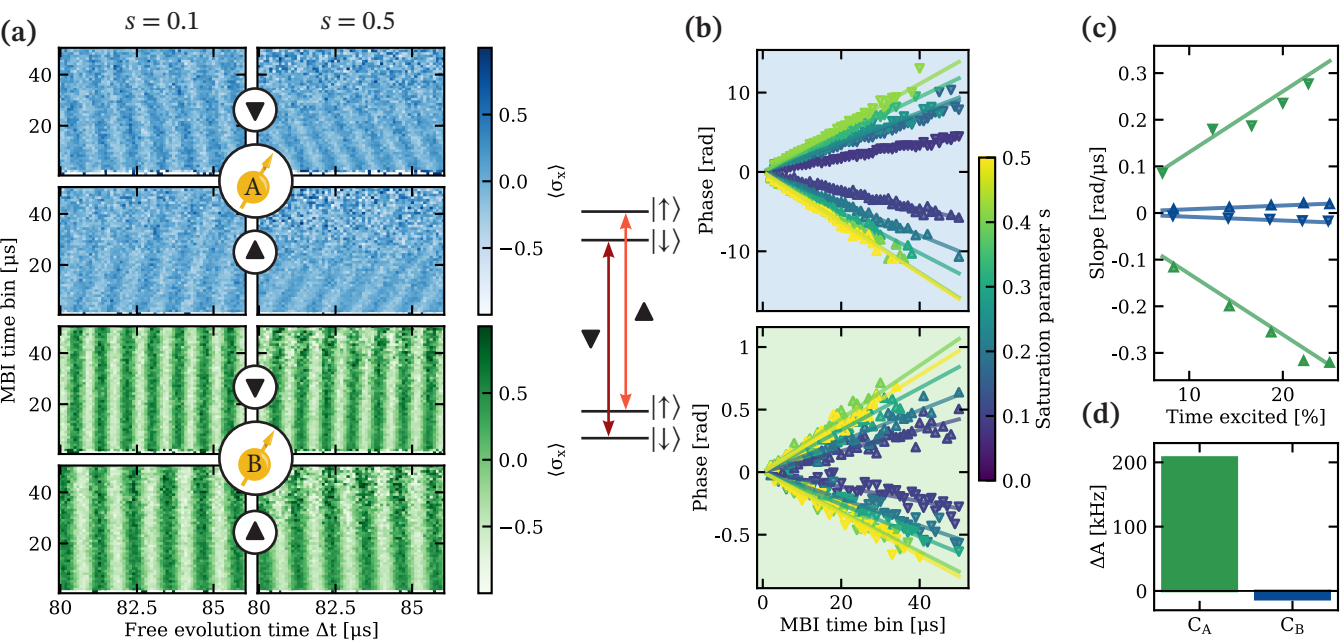 (a)
s = 0.1
s = 0.5
40
20
40
20
40
20
40
20
MBI time bin [μs]
A
B
80
82.5
85
80
82.5
85
Free evolution time Δt [μs]
0.5
0.0
−0.5
⟨σx⟩
0.5
0.0
−0.5
⟨σx⟩
|↑⟩
|↓⟩
|↑⟩
|↓⟩
(b)
10
0
-10
Phase [rad]
1
0.5
0
-0.5
Phase [rad]
0
20
40
MBI time bin [μs]
0.5
0.4
0.3
0.2
0.1
0.0
Saturation parameter s
(c)
0.3
0.1
0
-0.1
-0.2
-0.3
Slope [rad/μs]
10
20
Time excited [%]
(d)
200
100
0
ΔA [kHz]
CA
CB